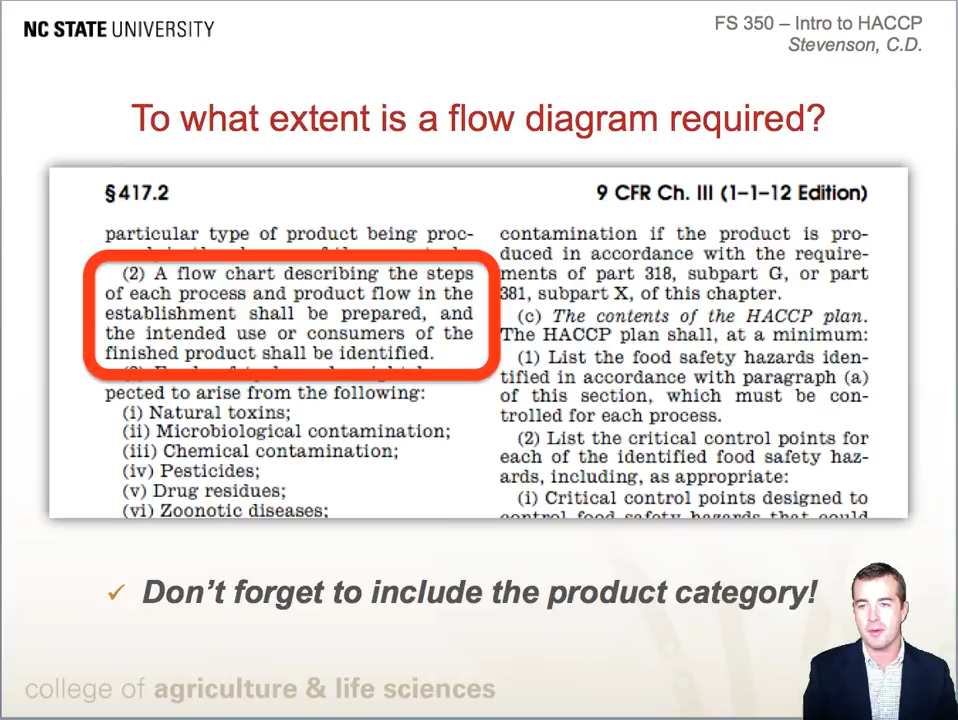 NC STATE UNIVERSITY
FS 350 – Intro to HACCP
Stevenson, C.D.
To what extent is a flow diagram required?
§417.2
9 CFR Ch. III (1–1–12 Edition)
particular type of product being proc-
(2) A flow chart describing the steps
of each process and product flow in the
establishment shall be prepared, and
the intended use or consumers of the
finished product shall be identified.
pected to arise from the following:
(i) Natural toxins;
(ii) Microbiological contamination;
(iii) Chemical contamination;
(iv) Pesticides;
(v) Drug residues;
(vi) Zoonotic diseases;
contamination if the product is pro-
duced in accordance with the require-
ments of part 318, subpart G, or part
381, subpart X, of this chapter.
(c) The contents of the HACCP plan.
The HACCP plan shall, at a minimum:
(1) List the food safety hazards iden-
tified in accordance with paragraph (a)
of this section, which must be con-
trolled for each process.
(2) List the critical control points for
each of the identified food safety haz-
ards, including, as appropriate:
(i) Critical control points designed to
control food safety hazards that could
✓ Don't forget to include the product category!
college of agriculture & life sciences